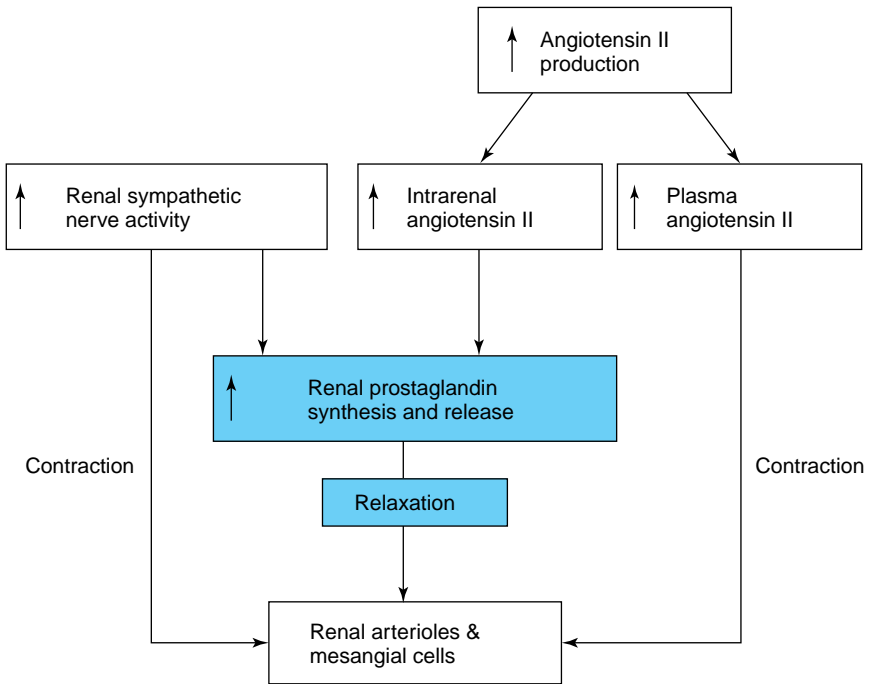 Angiotensin II
production
Renal sympathetic
nerve activity
Intrarenal
angiotensin II
Plasma
angiotensin II
Renal prostaglandin
synthesis and release
Contraction
Contraction
Relaxation
Renal arterioles &
mesangial cells